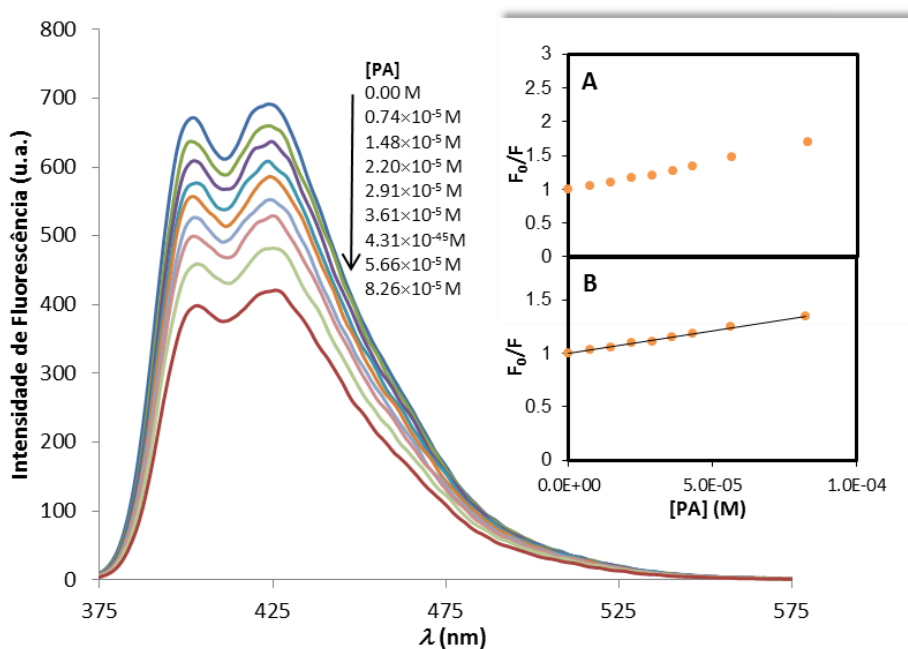 800
700
600
500
400
300
200
100
0
Intensidade de Fluorescência (u.a.)
375
425
475
525
575
λ (nm)
[PA]
0.00 M
0.74×10⁻⁵ M
1.48×10⁻⁵ M
2.20×10⁻⁵ M
2.91×10⁻⁵ M
3.61×10⁻⁵ M
4.31×10⁻⁴⁵M
5.66×10⁻⁵ M
8.26×10⁻⁵ M
A
3
2.5
2
1.5
1
0.5
0
F₀/F
B
1.5
1
0.5
0
F₀/F
0.0E+00
5.0E-05
1.0E-04
[PA] (M)